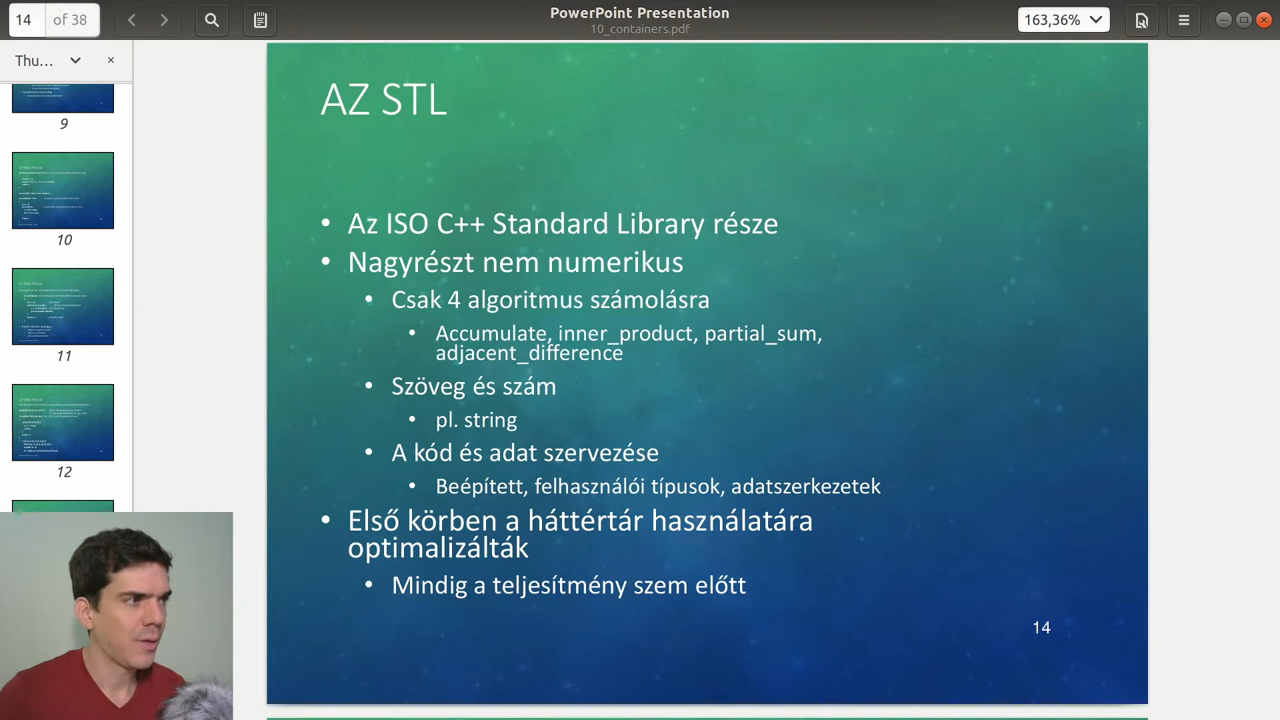 14
of 38
PowerPoint Presentation
10_containers.pdf
163,36%
Thu...
9
10
11
12
AZ STL
• Az ISO C++ Standard Library része
• Nagyrészt nem numerikus
• Csak 4 algoritmus számolásra
• Accumulate, inner_product, partial_sum,
adjacent_difference
• Szöveg és szám
• pl. string
• A kód és adat szervezése
• Beépített, felhasználói típusok, adatszerkezetek
• Első körben a háttértár használatára
optimalizálták
• Mindig a teljesítmény szem előtt
14